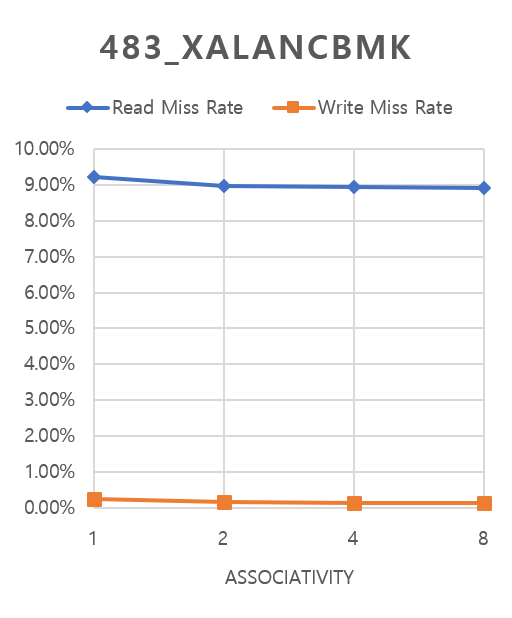 483_XALANCBMK
Read Miss Rate
Write Miss Rate
10.00%
9.00%
8.00%
7.00%
6.00%
5.00%
4.00%
3.00%
2.00%
1.00%
0.00%
1 2 4 8
ASSOCIATIVITY